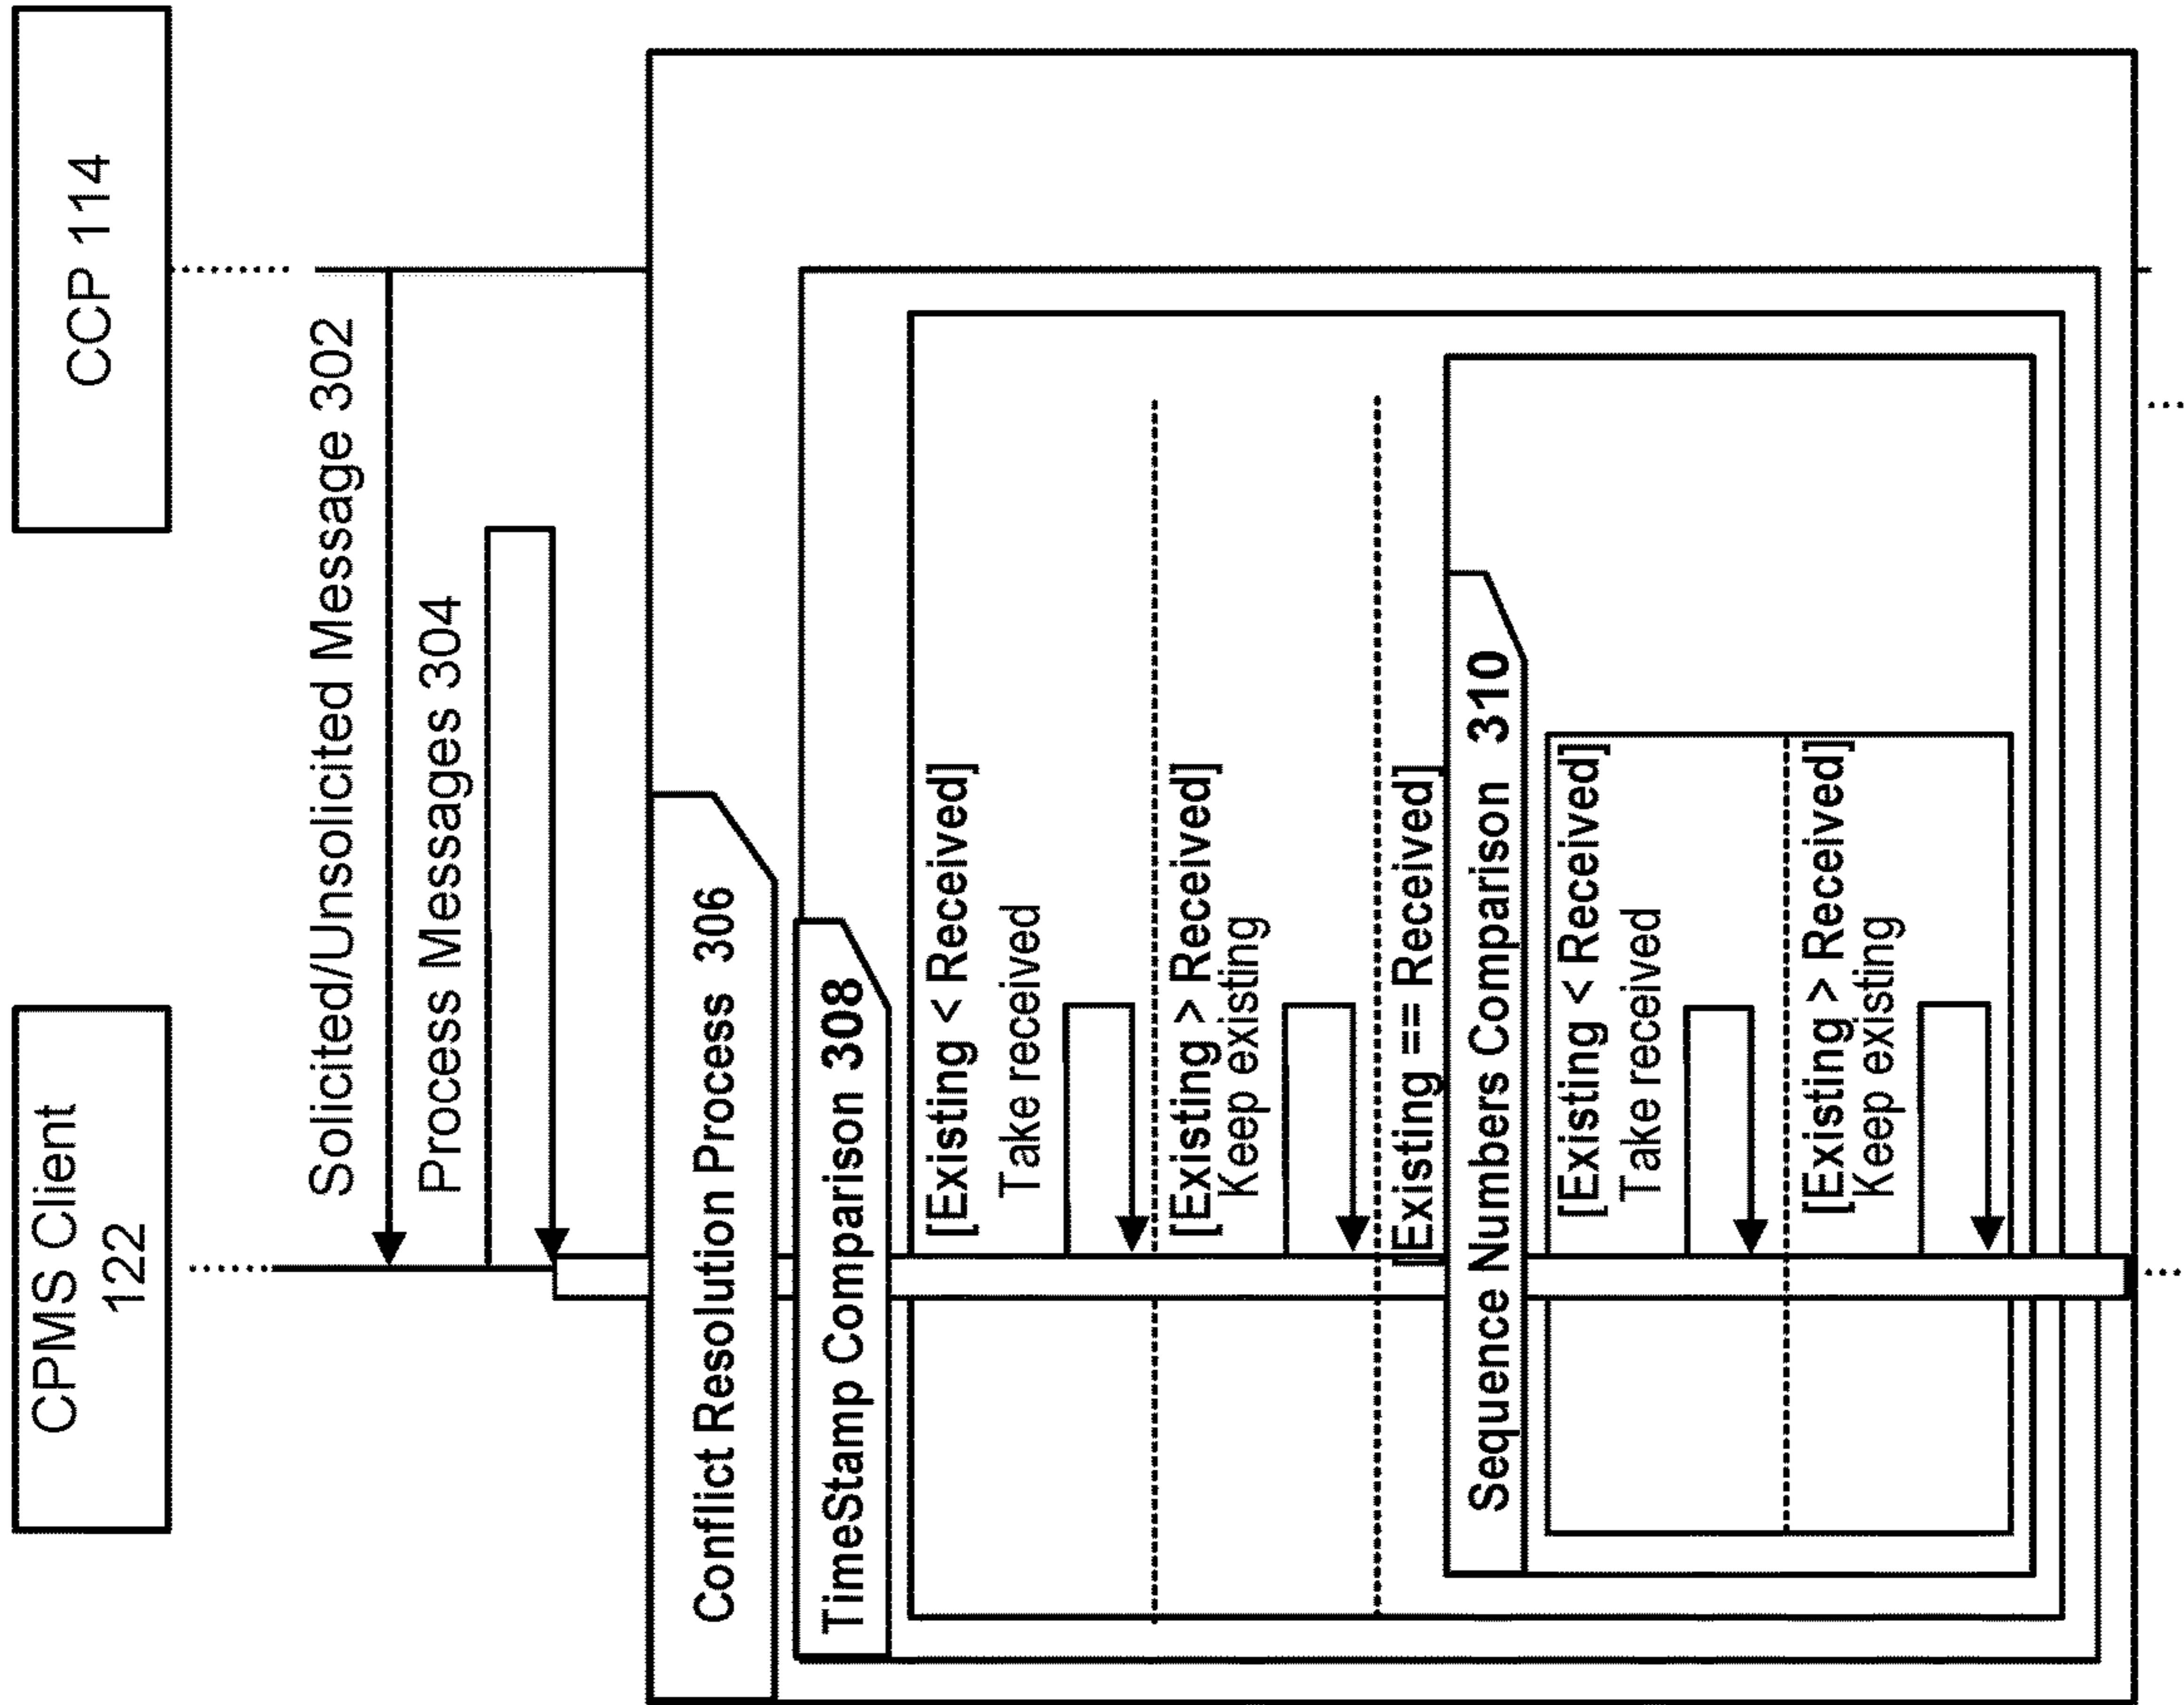 CPMS Client
122
CCP 114
Solicited/Unsolicited Message 302
Process Messages 304
Conflict Resolution Process 306
TimeStamp Comparison 308
[Existing < Received]
Take received
[Existing > Received]
Keep existing
[Existing == Received]
Sequence Numbers Comparison 310
[Existing < Received]
Take received
[Existing > Received]
Keep existing